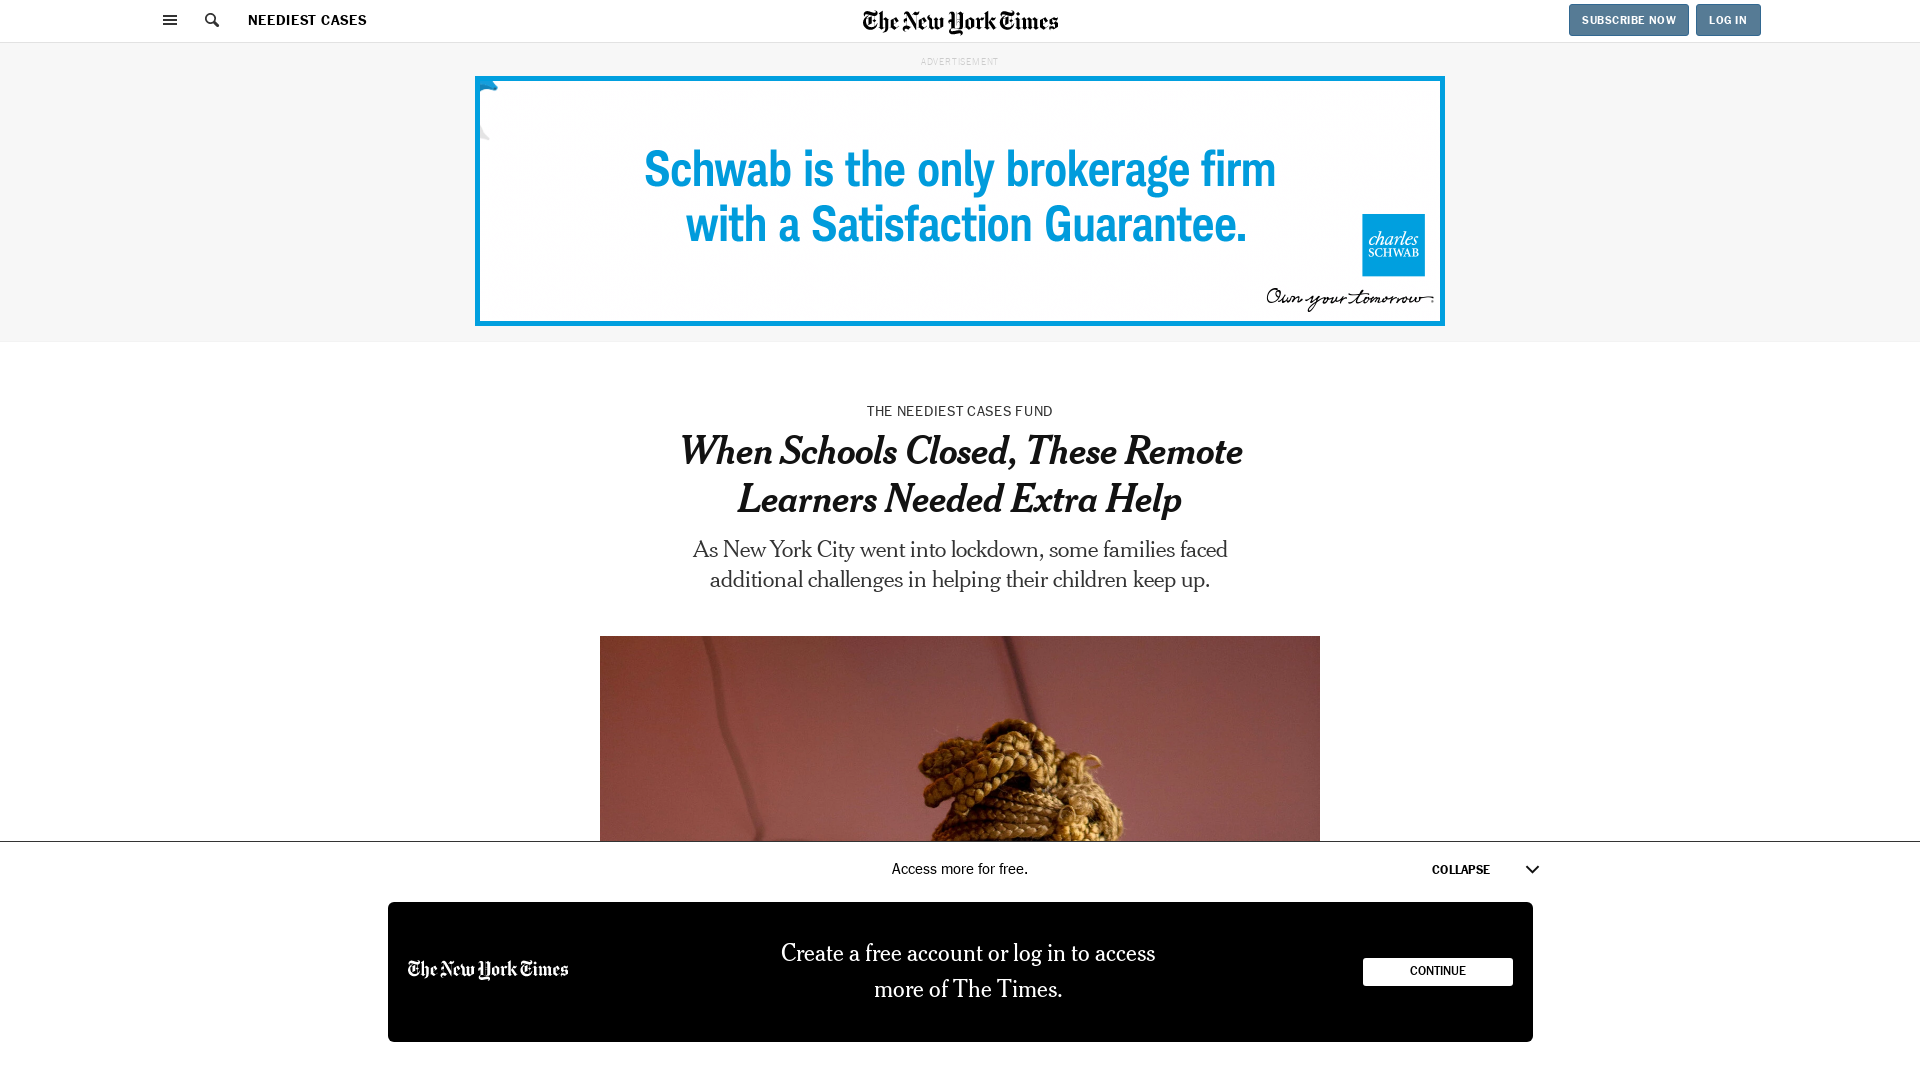 NEEDIEST CASES
The New York Times
SUBSCRIBE NOW
LOG IN
ADVERTISEMENT
Schwab is the only brokerage firm
with a Satisfaction Guarantee.
charles
SCHWAB
Own your tomorrow
THE NEEDIEST CASES FUND
When Schools Closed, These Remote
Learners Needed Extra Help
As New York City went into lockdown, some families faced
additional challenges in helping their children keep up.
Access more for free.
COLLAPSE
The New York Times
Create a free account or log in to access
more of The Times.
CONTINUE